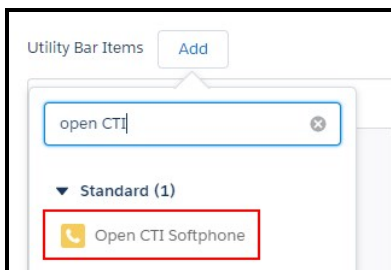 Utility Bar Items Add
open CTI
Standard (1)
Open CTI Softphone